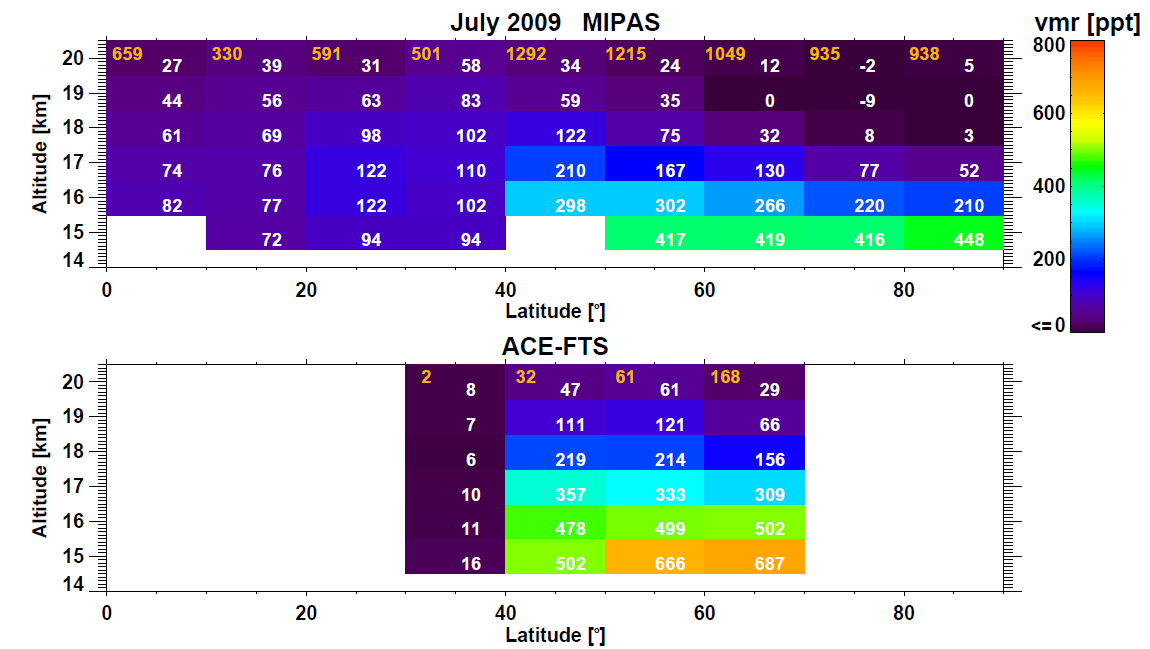 July 2009 MIPAS
vmr [ppt]
20 659 27 330 39 591 31 501 58 1292 34 1215 24 1049 12 935 -2 938 5
19 44 56 63 83 59 35 0 -9 0
18 61 69 98 102 122 75 32 8 3
17 74 76 122 110 210 167 130 77 52
16 82 77 122 102 298 302 266 220 210
15 72 94 94 417 419 416 448
14
Altitude [km]
0 20 40 60 80
Latitude [°]
800
600
400
200
<= 0
ACE-FTS
20 2 8 32 47 61 61 168 29
19 7 111 121 66
18 6 219 214 156
17 10 357 333 309
16 11 478 499 502
15 16 502 666 687
14
Altitude [km]
0 20 40 60 80
Latitude [°]